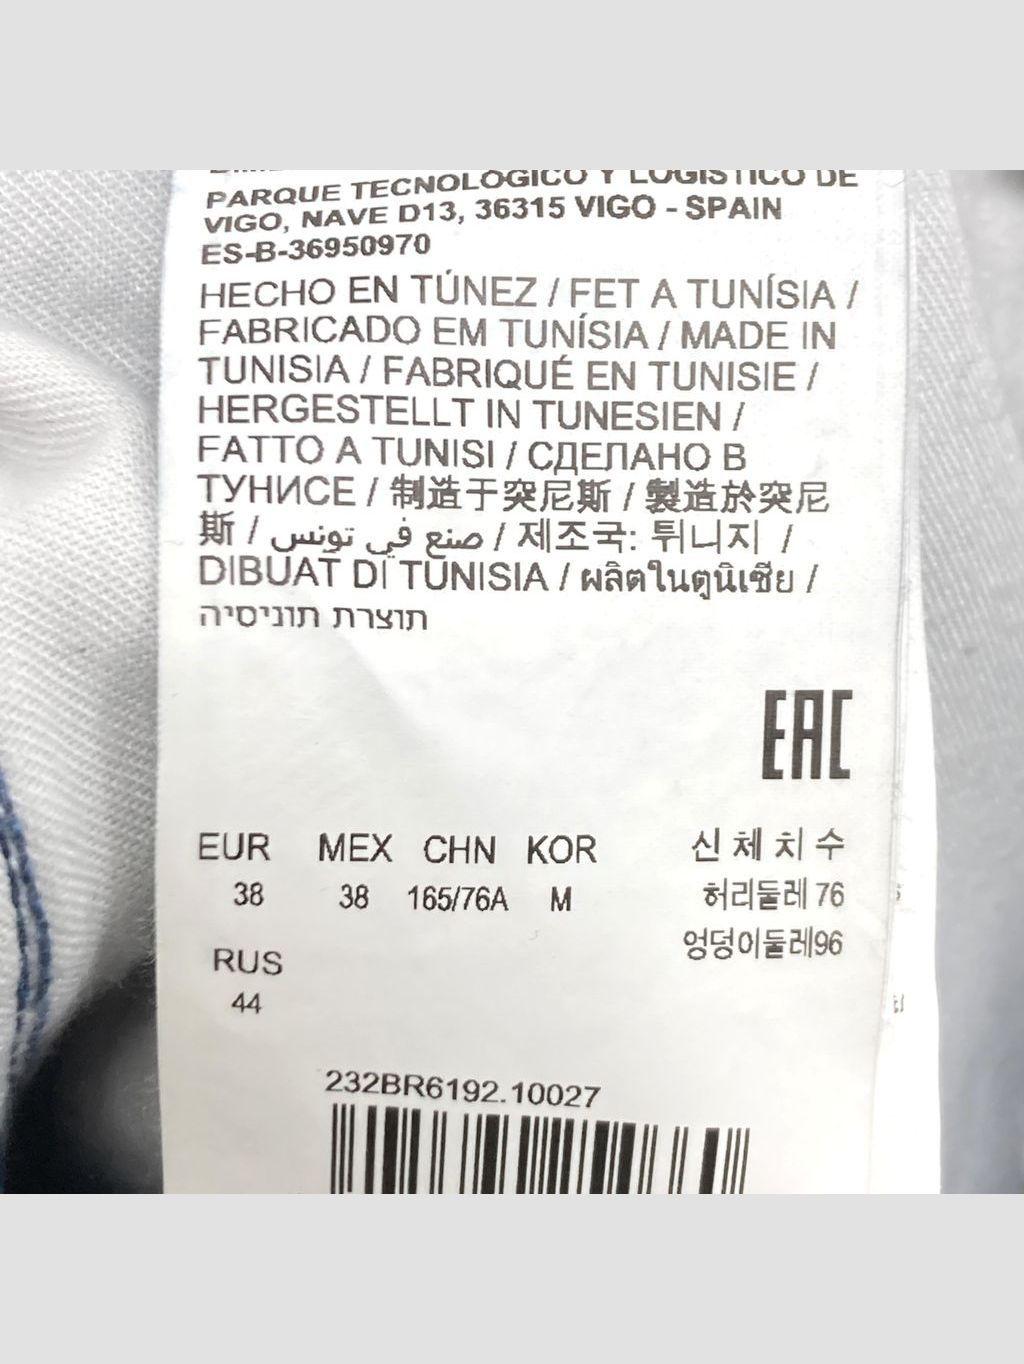 PARQUE TECNOLÓGICO Y LOGÍSTICO DE
VIGO, NAVE D13, 36315 VIGO - SPAIN
ES-B-36950970
HECHO EN TÚNEZ / FET A TUNÍSIA /
FABRICADO EM TUNÍSIA / MADE IN
TUNISIA / FABRIQUÉ EN TUNISIE /
HERGESTELLT IN TUNESIEN /
FATTO A TUNISI / СДЕЛАНО В
ТУНИСЕ / 制造于突尼斯 / 製造於突尼
斯 / صنع في تونس / 제조국: 튀니지 /
DIBUAT DI TUNISIA / ผลิตในตูนิเซีย /
תוצרת תוניסיה
EAC
EUR MEX CHN KOR 신체치수
38 38 165/76A M 허리둘레 76
엉덩이둘레96
RUS
44
232BR6192.10027